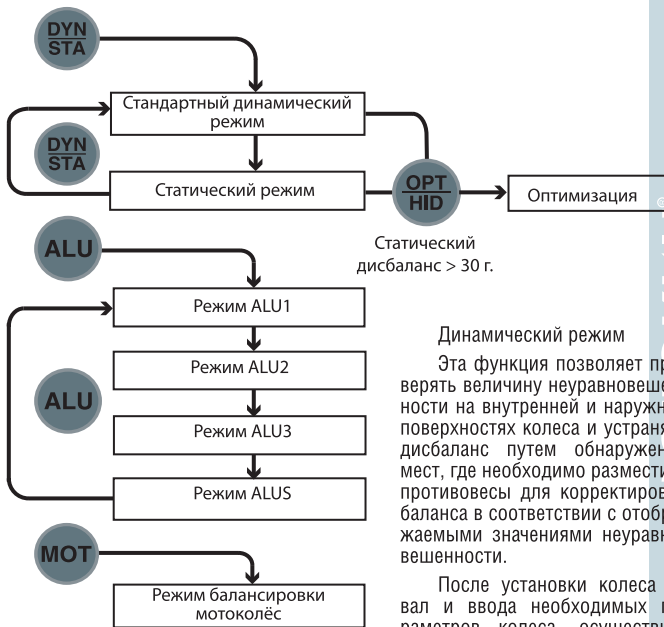 DYN
STA
Стандартный динамический
режим
DYN
STA
Статический режим
OPT
HID
Оптимизация
Статический
дисбаланс > 30 г.
ALU
Режим ALU1
Режим ALU2
ALU
Режим ALU3
Режим ALUS
MOT
Режим балансировки
мотоколёс
Динамический режим
Эта функция позволяет
верять величину
ности на внутренней и
поверхностях колеса и
дисбаланс путем
мест, где необходимо
противовесы для
баланса в соответствии с
жаемыми значениями
вешенности.
После установки колеса
вал и ввода необходимых
раметров колеса,